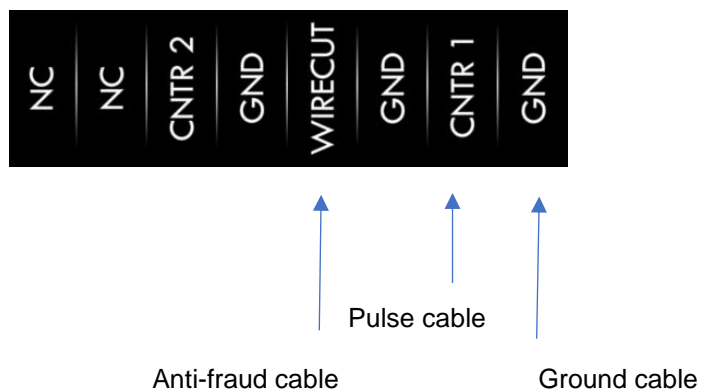 NC
NC
CNTR 2
GND
WIRECUT
GND
CNTR 1
GND
Pulse cable
Anti-fraud cable
Ground cable